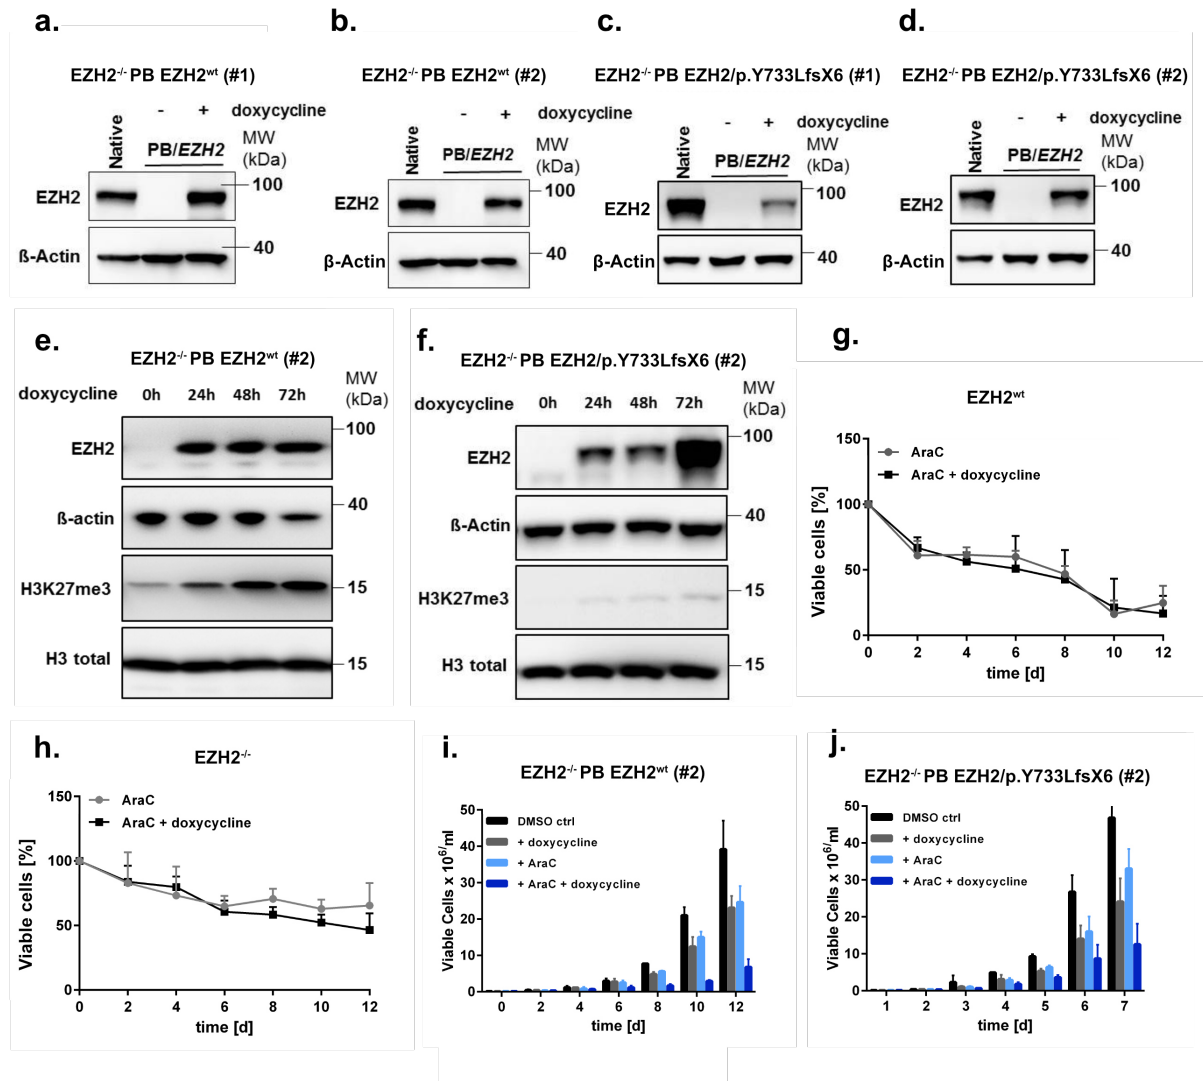 a.
EZH2-/- PB EZH2wt (#1)
- + doxycycline
Native
PB/EZH2
MW
(kDa)
EZH2
100
ß-Actin
40
b.
EZH2-/- PB EZH2wt (#2)
- + doxycycline
Native
PB/EZH2
MW
(kDa)
EZH2
100
β-Actin
40
c.
EZH2-/- PB EZH2/p.Y733LfsX6 (#1)
- + doxycycline
Native
PB/EZH2
MW
(kDa)
EZH2
100
β-Actin
40
d.
EZH2-/- PB EZH2/p.Y733LfsX6 (#2)
- + doxycycline
Native
PB/EZH2
MW
(kDa)
EZH2
100
β-Actin
40
e.
EZH2-/- PB EZH2wt (#2)
doxycycline 0h 24h 48h 72h
MW
(kDa)
EZH2
100
ß-actin
40
H3K27me3
15
H3 total
15
f.
EZH2-/- PB EZH2/p.Y733LfsX6 (#2)
doxycycline 0h 24h 48h 72h
MW
(kDa)
EZH2
100
ß-Actin
40
H3K27me3
15
H3 total
15
g.
EZH2wt
Viable cells [%]
150
100
50
0
AraC
AraC + doxycycline
0 2 4 6 8 10 12
time [d]
h.
EZH2-/-
Viable cells [%]
150
100
50
0
AraC
AraC + doxycycline
0 2 4 6 8 10 12
time [d]
i.
EZH2-/- PB EZH2wt (#2)
Viable Cells x 10^6/ml
50
40
30
20
10
0
DMSO ctrl
+ doxycycline
+ AraC
+ AraC + doxycycline
0 2 4 6 8 10 12
time [d]
j.
EZH2-/- PB EZH2/p.Y733LfsX6 (#2)
Viable Cells x 10^6/ml
50
40
30
20
10
0
DMSO ctrl
+ doxycycline
+ AraC
+ AraC + doxycycline
1 2 3 4 5 6 7
time [d]